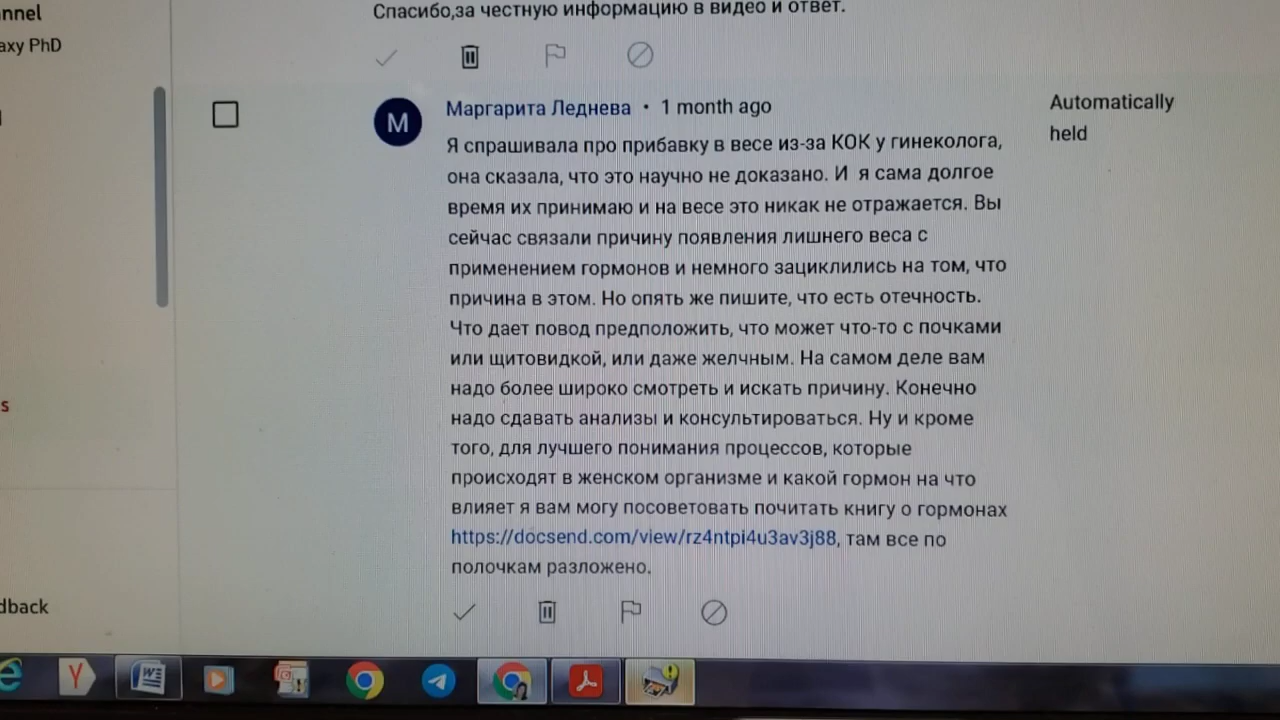 nnel
axy PhD
Спасибо,за честную информацию в видео и ответ.
M
Маргарита Леднева • 1 month ago
Automatically
held
Я спрашивала про прибавку в весе из-за КОК у гинеколога,
она сказала, что это научно не доказано. И я сама долгое
время их принимаю и на весе это никак не отражается. Вы
сейчас связали причину появления лишнего веса с
применением гормонов и немного зациклились на том, что
причина в этом. Но опять же пишите, что есть отечность.
Что дает повод предположить, что может что-то с почками
или щитовидкой, или даже желчным. На самом деле вам
надо более широко смотреть и искать причину. Конечно
надо сдавать анализы и консультироваться. Ну и кроме
того, для лучшего понимания процессов, которые
происходят в женском организме и какой гормон на что
влияет я вам могу посоветовать почитать книгу о гормонах
https://docsend.com/view/rz4ntpi4u3av3j88, там все по
полочкам разложено.
s
dback
Y
W